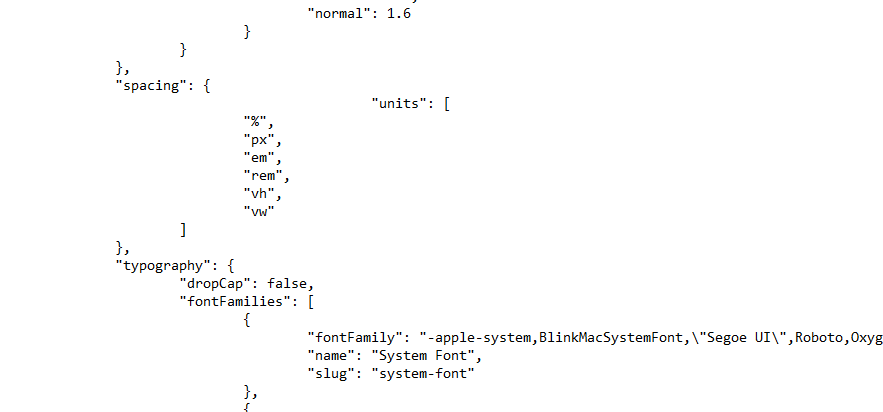 "normal": 1.6
}
}
},
"spacing": {
"units": [
"%",
"px",
"em",
"rem",
"vh",
"vw"
]
},
"typography": {
"dropCap": false,
"fontFamilies": [
{
"fontFamily": "-apple-system,BlinkMacSystemFont,\"Segoe UI\",Roboto,Oxyg
"name": "System Font",
"slug": "system-font"
},
{